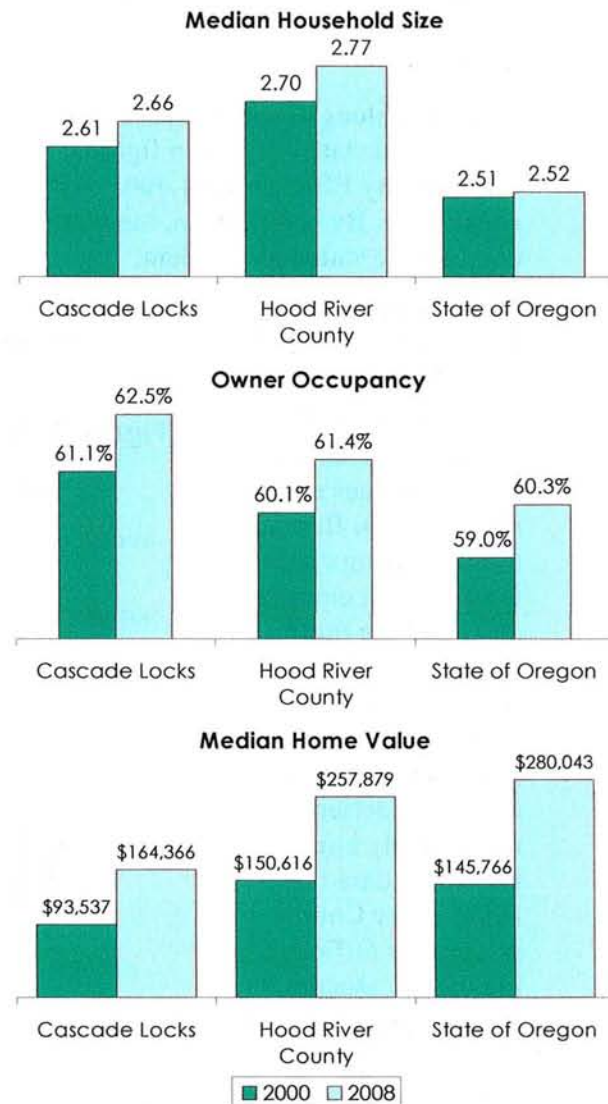 Median Household Size
2.61 2.66 2.70 2.77 2.51 2.52
Cascade Locks Hood River County State of Oregon
Owner Occupancy
61.1% 62.5% 60.1% 61.4% 59.0% 60.3%
Cascade Locks Hood River County State of Oregon
Median Home Value
$93,537 $164,366 $150,616 $257,879 $145,766 $280,043
Cascade Locks Hood River County State of Oregon
2000 2008